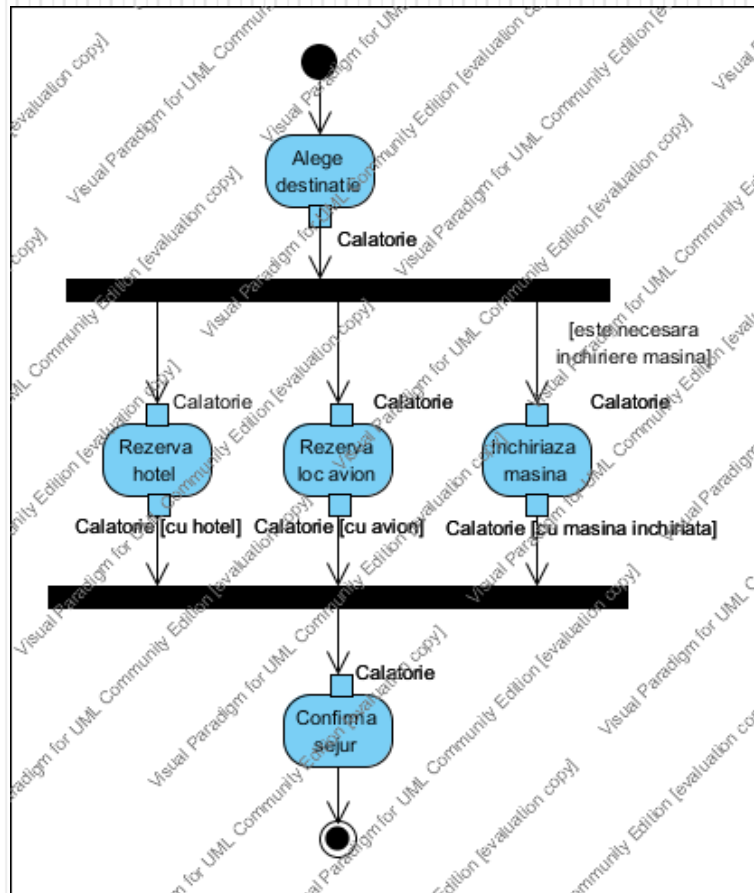 Alege
destinatie
Calatorie
[este necesara
inchiriere masina]
Calatorie
Calatorie
Calatorie
Rezerva
hotel
Rezerva
loc avion
Inchiriaza
masina
Calatorie [cu hotel]
Calatorie [cu avion]
Calatorie [cu masina inchiriata]
Calatorie
Confirma
sejur
Visual Paradigm for UML Community Edition [evaluation copy]